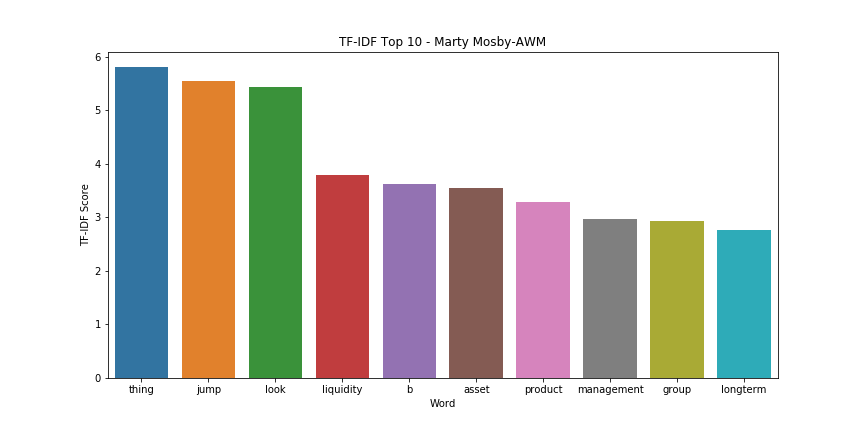 TF-IDF Top 10 - Marty Mosby-AWM
6
5
4
3
2
1
0
TF-IDF Score
thing jump look liquidity b asset product management group longterm
Word